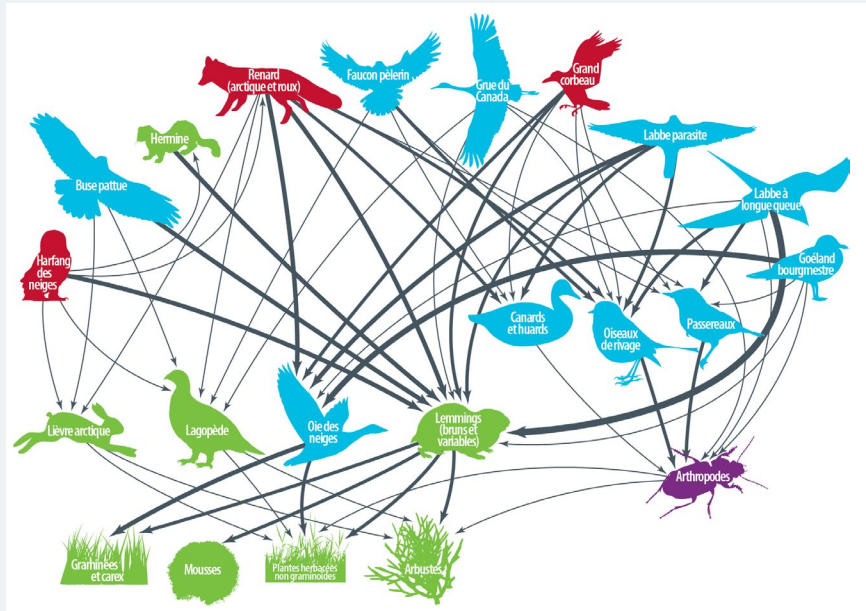 Renard
(arctique et roux)
Faucon pèlerin
Grue du
Canada
Grand
corbeau
Hermine
Labbe parasite
Buse pattue
Labbe à
longue queue
Harfang
des
neiges
Goéland
bourgmestre
Canards
et huards
Oiseaux
de rivage
Passereaux
Lièvre arctique
Lagopède
Oie des
neiges
Lemmings
(bruns et
variables)
Arthropodes
Graminées
et carex
Mousses
Plantes herbacées
non graminoïdes
Arbustes